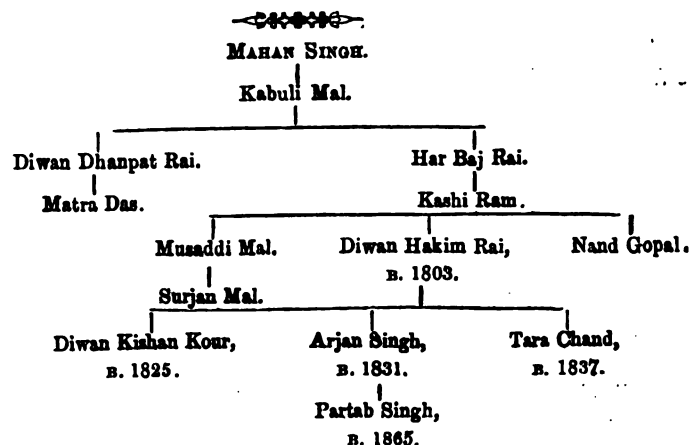 MAHAN SINGH.
Kabuli Mal.
Diwan Dhanpat Rai. Har Baj Rai.
Matra Das. Kashi Ram.
Musaddi Mal. Diwan Hakim Rai, Nand Gopal.
B. 1803.
Surjan Mal.
Diwan Kishan Kour, Arjan Singh, Tara Chand,
B. 1825. B. 1831. B. 1837.
Partab Singh,
B. 1865.